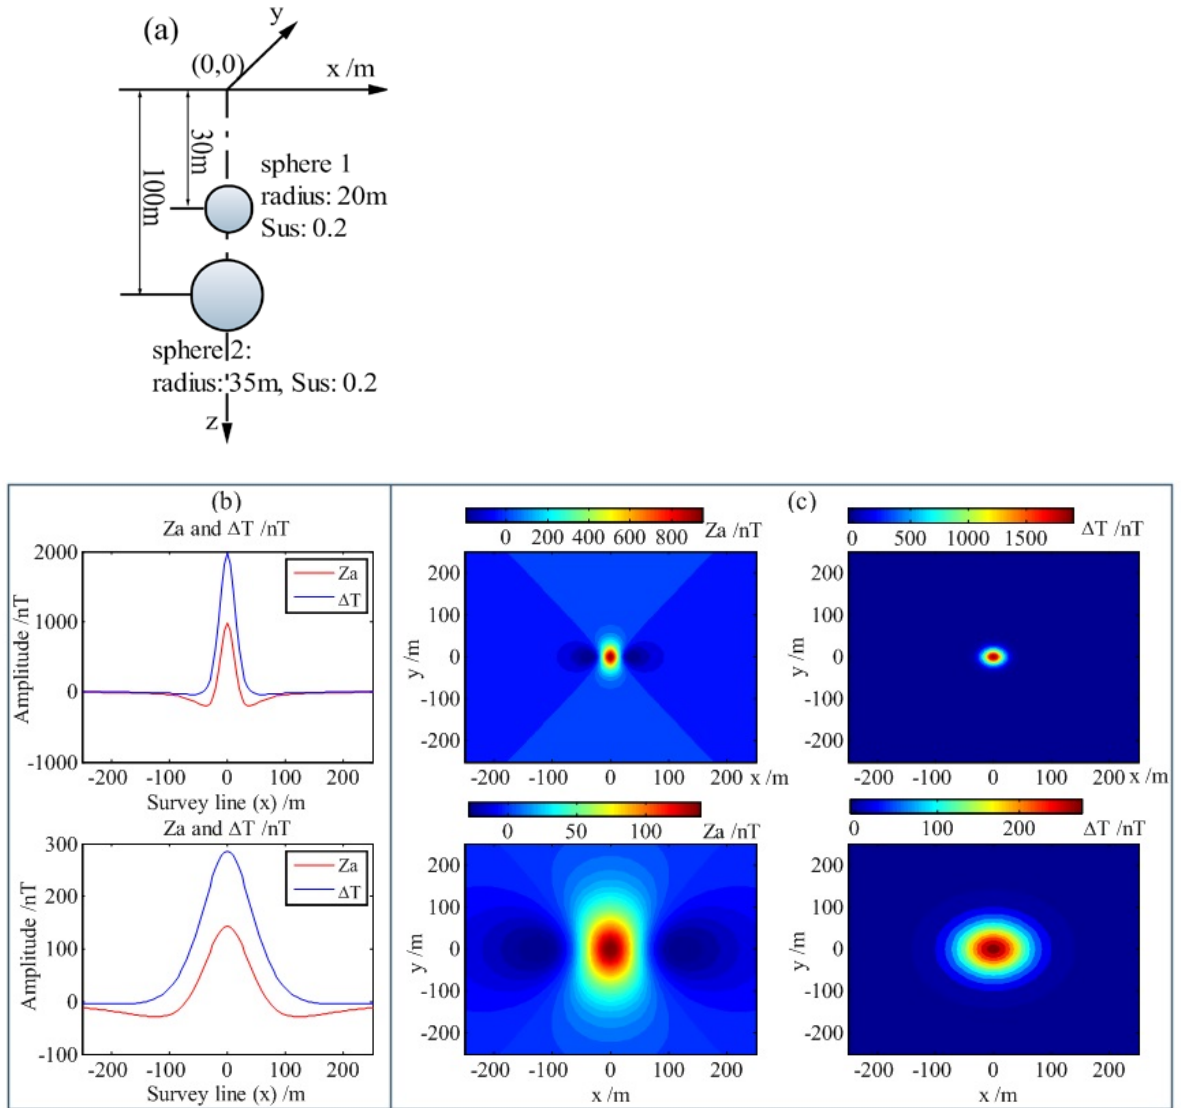 (a)
y
(0,0)
x /m
30m
100m
sphere 1
radius: 20m
Sus: 0.2
sphere 2:
radius: 35m, Sus: 0.2
z
(b)
Za and ΔT /nT
2000
1000
0
-1000
Amplitude /nT
Za
ΔT
-200 -100 0 100 200
Survey line (x) /m
Za and ΔT /nT
300
200
100
0
-100
Amplitude /nT
Za
ΔT
-200 -100 0 100 200
Survey line (x) /m
(c)
0 200 400 600 800 Za /nT
200
100
0
-100
-200
y /m
-200 -100 0 100 200 x /m
0 500 1000 1500 ΔT /nT
200
100
0
-100
-200
y /m
-200 -100 0 100 200 x /m
0 50 100 Za /nT
200
100
0
-100
-200
y /m
-200 -100 0 100 200
x /m
0 100 200 ΔT /nT
200
100
0
-100
-200
y /m
-200 -100 0 100 200
x /m